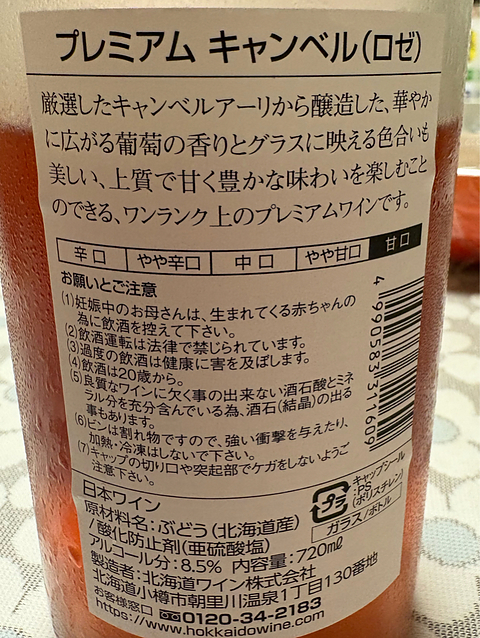 プレミアム キャンベル(ロゼ)
厳選したキャンベルアーリから醸造した、華やか
に広がる葡萄の香りとグラスに映える色合いも
美しい、上質で甘く豊かな味わいを楽しむこと
のできる、ワンランク上のプレミアムワインです。
辛口 やや辛口 中口 やや甘口 甘口
お願いとご注意
(1)妊娠中のお母さんは、生まれてくる赤ちゃんの
為に飲酒を控えて下さい。
(2)飲酒運転は法律で禁じられています。
(3)過度の飲酒は健康に害を及ぼします。
(4)飲酒は20歳から。
(5)良質なワインに欠く事の出来ない酒石酸とミネ
ラル分を充分含んでいる為、酒石(結晶)の出る
事もあります。
(6)ビンは割れ物ですので、強い衝撃を与えたり、
加熱・冷凍はしないで下さい。
(7)キャップの切り口や突起部でケガをしないようご
注意下さい。
4990583311609
日本ワイン
原材料名:ぶどう(北海道産)
/酸化防止剤(亜硫酸塩)
アルコール分:8.5% 内容量:720mℓ
製造者:北海道ワイン株式会社
北海道小樽市朝里川温泉1丁目130番地
お客様窓口 0120-34-2183
https://www.hokkaidowine.com
プラ
キャップシール
:PS
(ポリスチレン)
ガラス/ボトル